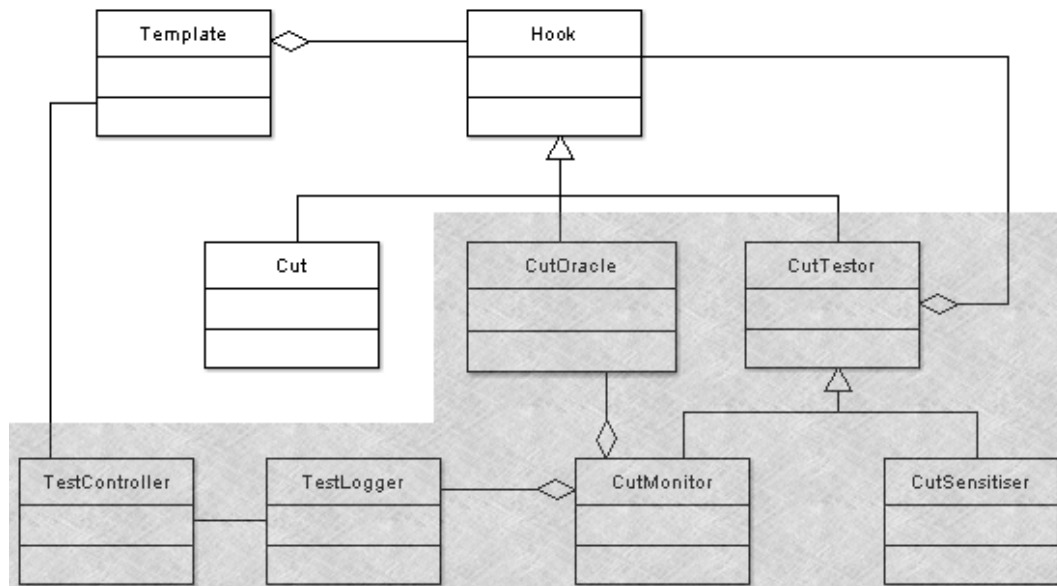 Template
Hook
Cut
CutOracle
CutTestor
TestController
TestLogger
CutMonitor
CutSensitiser